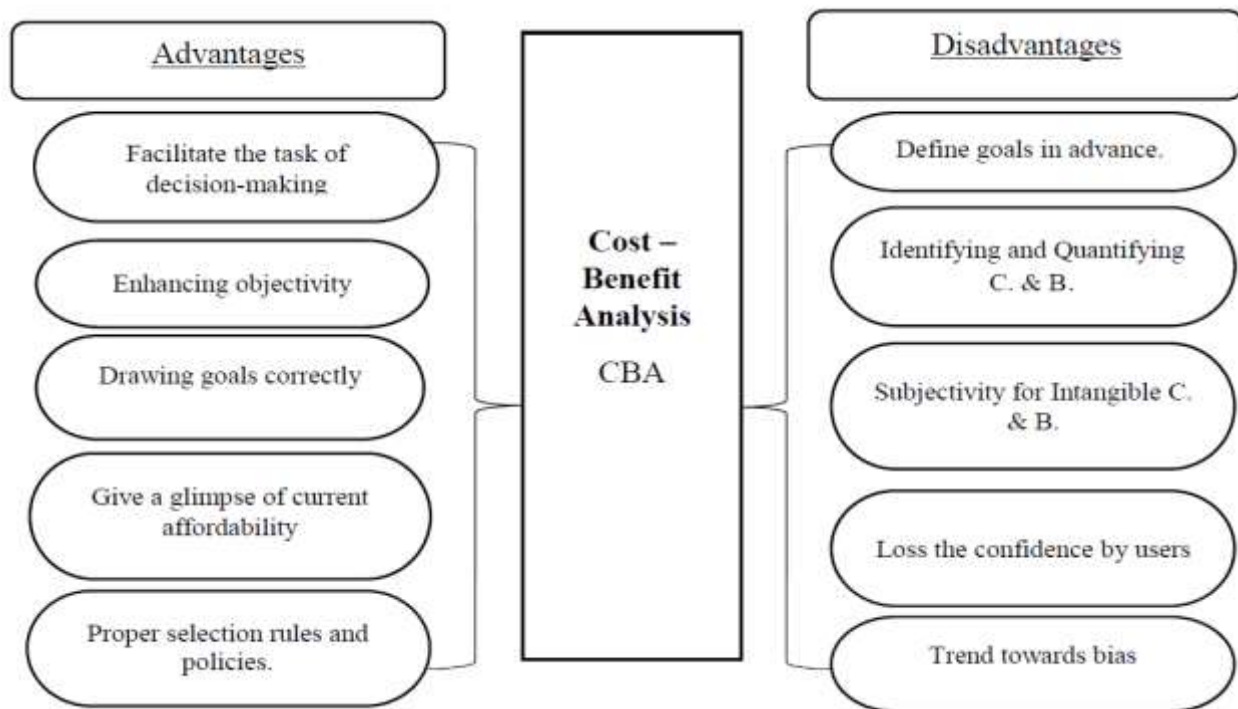 Advantages
Facilitate the task of
decision-making
Enhancing objectivity
Drawing goals correctly
Give a glimpse of current
affordability
Proper selection rules and
policies.
Cost –
Benefit
Analysis
CBA
Disadvantages
Define goals in advance.
Identifying and Quantifying
C. & B.
Subjectivity for Intangible C.
& B.
Loss the confidence by users
Trend towards bias